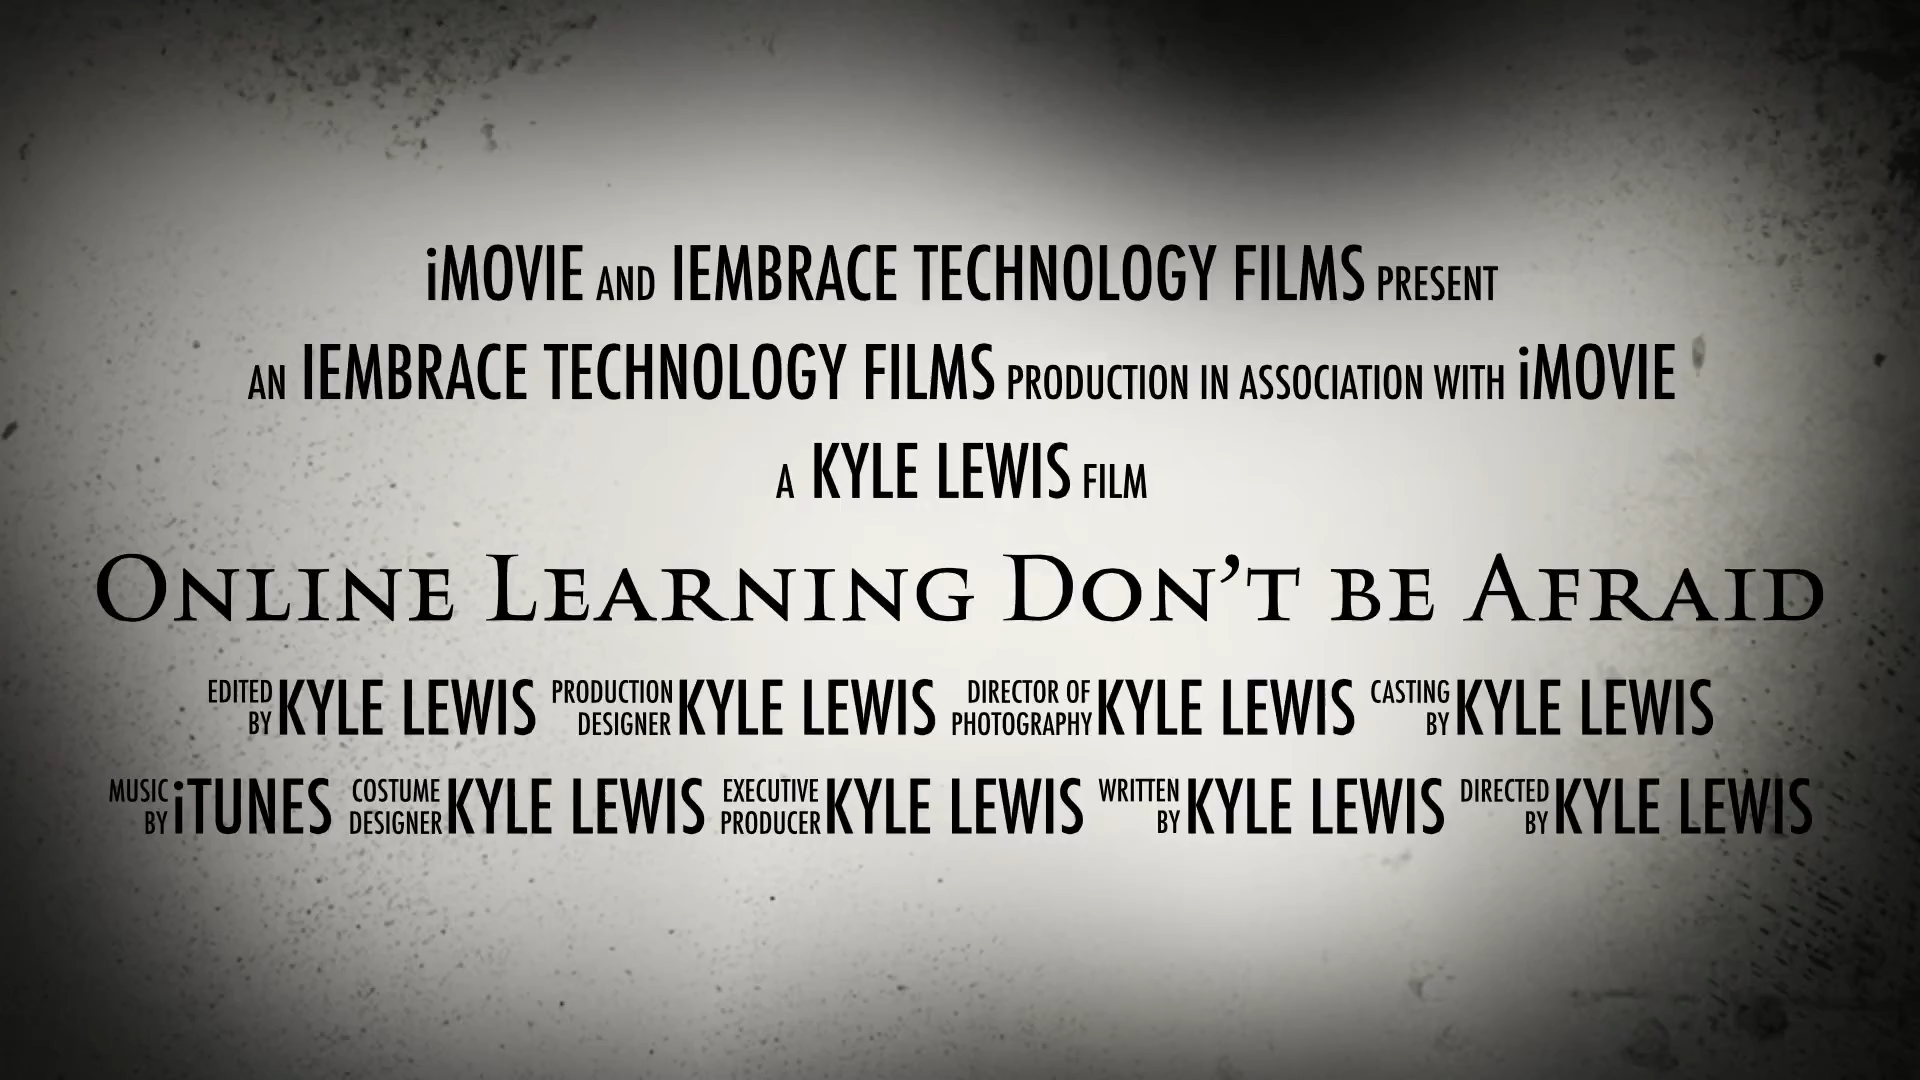 iMOVIE AND IEMBRACE TECHNOLOGY FILMS PRESENT
AN IEMBRACE TECHNOLOGY FILMS PRODUCTION IN ASSOCIATION WITH iMOVIE
A KYLE LEWIS FILM
ONLINE LEARNING DON'T BE AFRAID
EDITED BY KYLE LEWIS PRODUCTION DESIGNER KYLE LEWIS DIRECTOR OF PHOTOGRAPHY KYLE LEWIS CASTING BY KYLE LEWIS
MUSIC BY iTUNES COSTUME DESIGNER KYLE LEWIS EXECUTIVE PRODUCER KYLE LEWIS WRITTEN BY KYLE LEWIS DIRECTED BY KYLE LEWIS